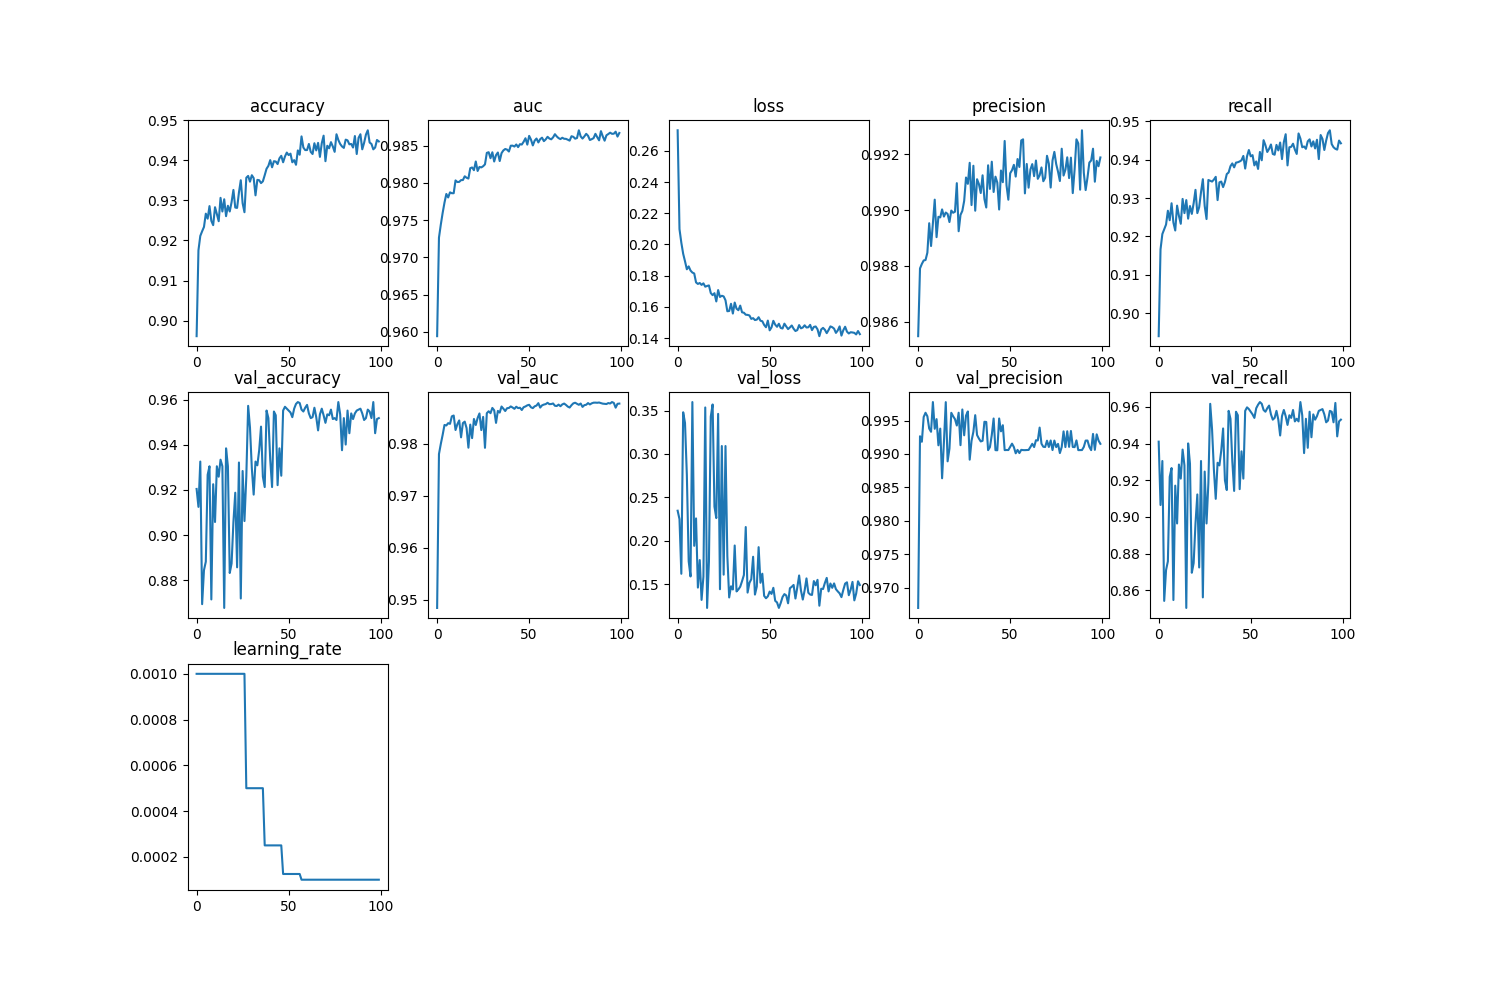 accuracy auc loss precision recall
0.95 0.94 0.93 0.92 0.91 0.90
0.985 0.980 0.975 0.970 0.965 0.960
0.26 0.24 0.22 0.20 0.18 0.16 0.14
0.992 0.990 0.988 0.986
0.95 0.94 0.93 0.92 0.91 0.90
0 50 100 0 50 100 0 50 100 0 50 100 0 50 100
val_accuracy val_auc val_loss val_precision val_recall
0.96 0.94 0.92 0.90 0.88
0.98 0.97 0.96 0.95
0.35 0.30 0.25 0.20 0.15
0.995 0.990 0.985 0.980 0.975 0.970
0.96 0.94 0.92 0.90 0.88 0.86
0 50 100 0 50 100 0 50 100 0 50 100 0 50 100
learning_rate
0.0010
0.0008
0.0006
0.0004
0.0002
0 50 100